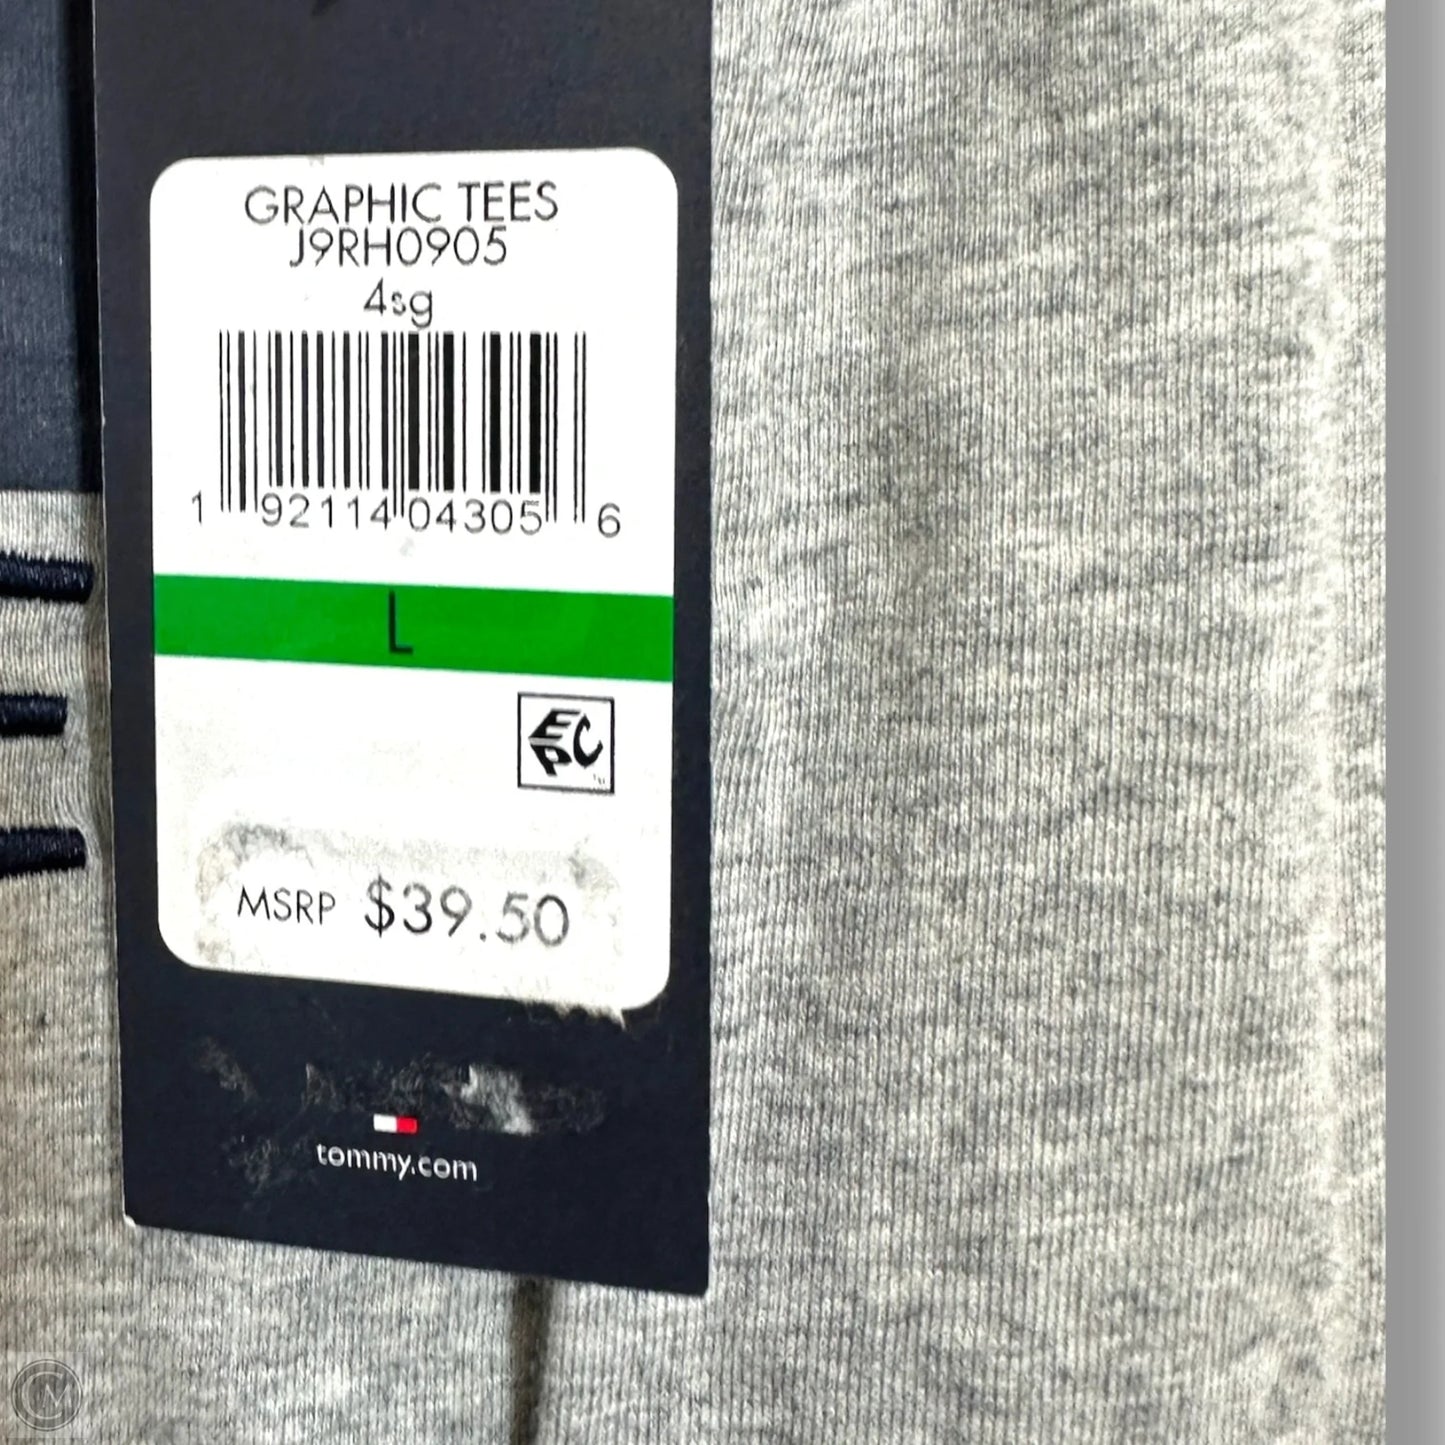 GRAPHIC TEES
J9RH0905
4sg
1 92114 04305 6
L
EPC
MSRP $39.50
tommy.com